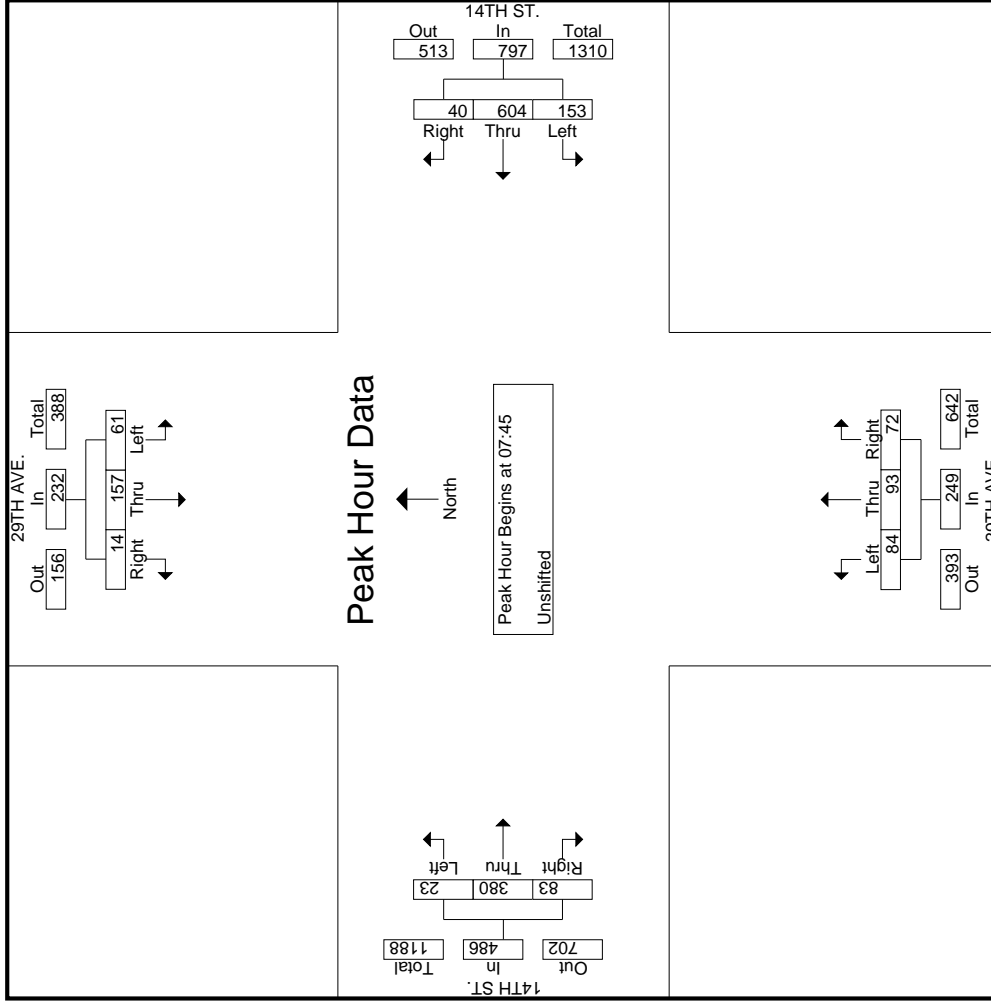 14TH ST.
Out In Total
513 797 1310
40 604 153
Right Thru Left
29TH AVE.
Out In Total
156 232 388
14 157 61
Right Thru Left
Peak Hour Data
North
Peak Hour Begins at 07:45
Unshifted
Left Thru Right
84 93 72
393 249 642
Out In Total
29TH AVE.
Left Thru Right
23 380 83
1188 486 702
Total In Out
14TH ST.